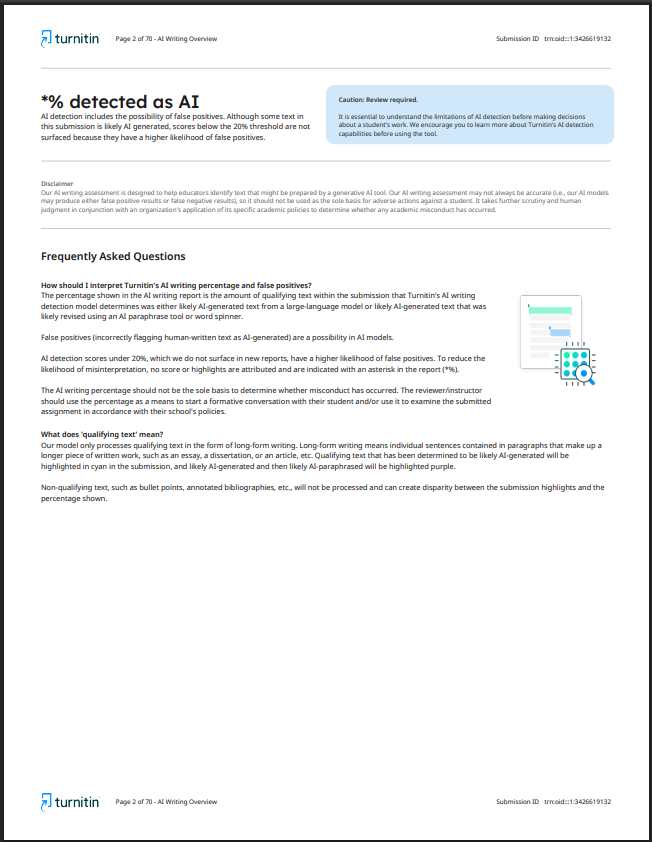 turnitin Page 2 of 70 - AI Writing Overview Submission ID trn:oid:::1:3426619132
*% detected as AI
AI detection includes the possibility of false positives. Although some text in
this submission is likely AI generated, scores below the 20% threshold are not
surfaced because they have a higher likelihood of false positives.
Caution: Review required.
It is essential to understand the limitations of AI detection before making decisions
about a student's work. We encourage you to learn more about Turnitin's AI detection
capabilities before using the tool.
Disclaimer
Our AI writing assessment is designed to help educators identify text that might be prepared by a generative AI tool. Our AI writing assessment may not always be accurate (i.e., our AI models
may produce either false positive results or false negative results), so it should not be used as the sole basis for adverse actions against a student. It takes further scrutiny and human
judgment in conjunction with an organization's application of its specific academic policies to determine whether any academic misconduct has occurred.
Frequently Asked Questions
How should I interpret Turnitin's AI writing percentage and false positives?
The percentage shown in the AI writing report is the amount of qualifying text within the submission that Turnitin's AI writing
detection model determines was either likely AI-generated text from a large-language model or likely AI-generated text that was
likely revised using an AI paraphrase tool or word spinner.
False positives (incorrectly flagging human-written text as AI-generated) are a possibility in AI models.
AI detection scores under 20%, which we do not surface in new reports, have a higher likelihood of false positives. To reduce the
likelihood of misinterpretation, no score or highlights are attributed and are indicated with an asterisk in the report (*%).
The AI writing percentage should not be the sole basis to determine whether misconduct has occurred. The reviewer/instructor
should use the percentage as a means to start a formative conversation with their student and/or use it to examine the submitted
assignment in accordance with their school's policies.
What does 'qualifying text' mean?
Our model only processes qualifying text in the form of long-form writing. Long-form writing means individual sentences contained in paragraphs that make up a
longer piece of written work, such as an essay, a dissertation, or an article, etc. Qualifying text that has been determined to be likely AI-generated will be
highlighted in cyan in the submission, and likely AI-generated and then likely AI-paraphrased will be highlighted purple.
Non-qualifying text, such as bullet points, annotated bibliographies, etc., will not be processed and can create disparity between the submission highlights and the
percentage shown.
turnitin Page 2 of 70 - AI Writing Overview Submission ID trn:oid:::1:3426619132